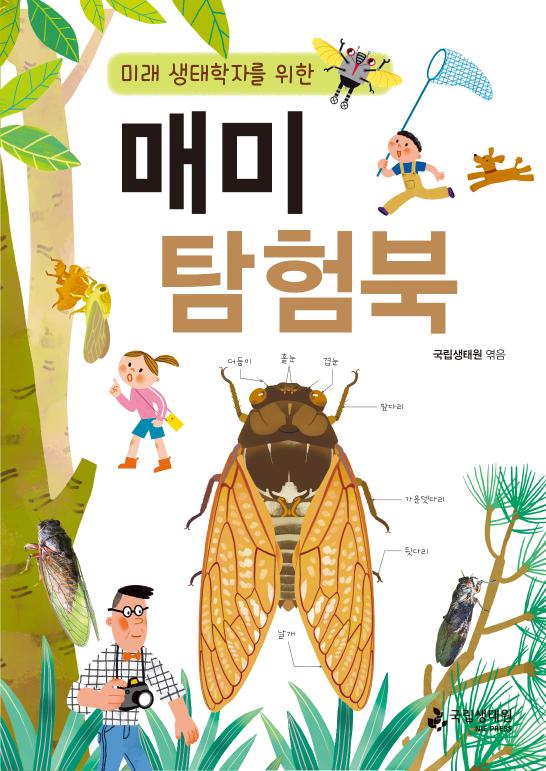 미래 생태학자를 위한
매미
탐험북
국립생태원 엮음
더듬이
홑눈
겹눈
앞다리
가운뎃다리
뒷다리
날개
국립생태원
NIE PRESS